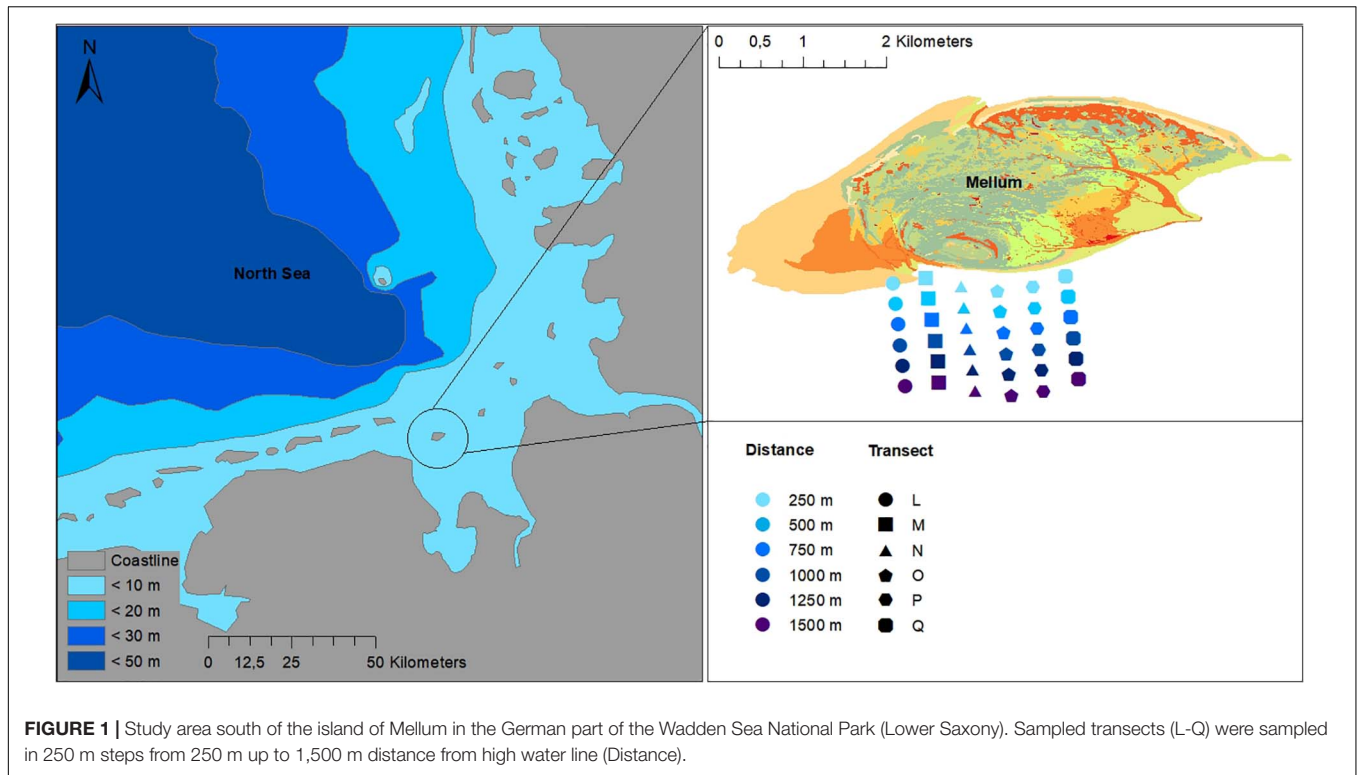 N
North Sea
Coastline
< 10 m
< 20 m
< 30 m
< 50 m
0 12,5 25 50 Kilometers
0 0,5 1 2 Kilometers
Mellum
Distance Transect
250 m L
500 m M
750 m N
1000 m O
1250 m P
1500 m Q
FIGURE 1 | Study area south of the island of Mellum in the German part of the Wadden Sea National Park (Lower Saxony). Sampled transects (L-Q) were sampled
in 250 m steps from 250 m up to 1,500 m distance from high water line (Distance).